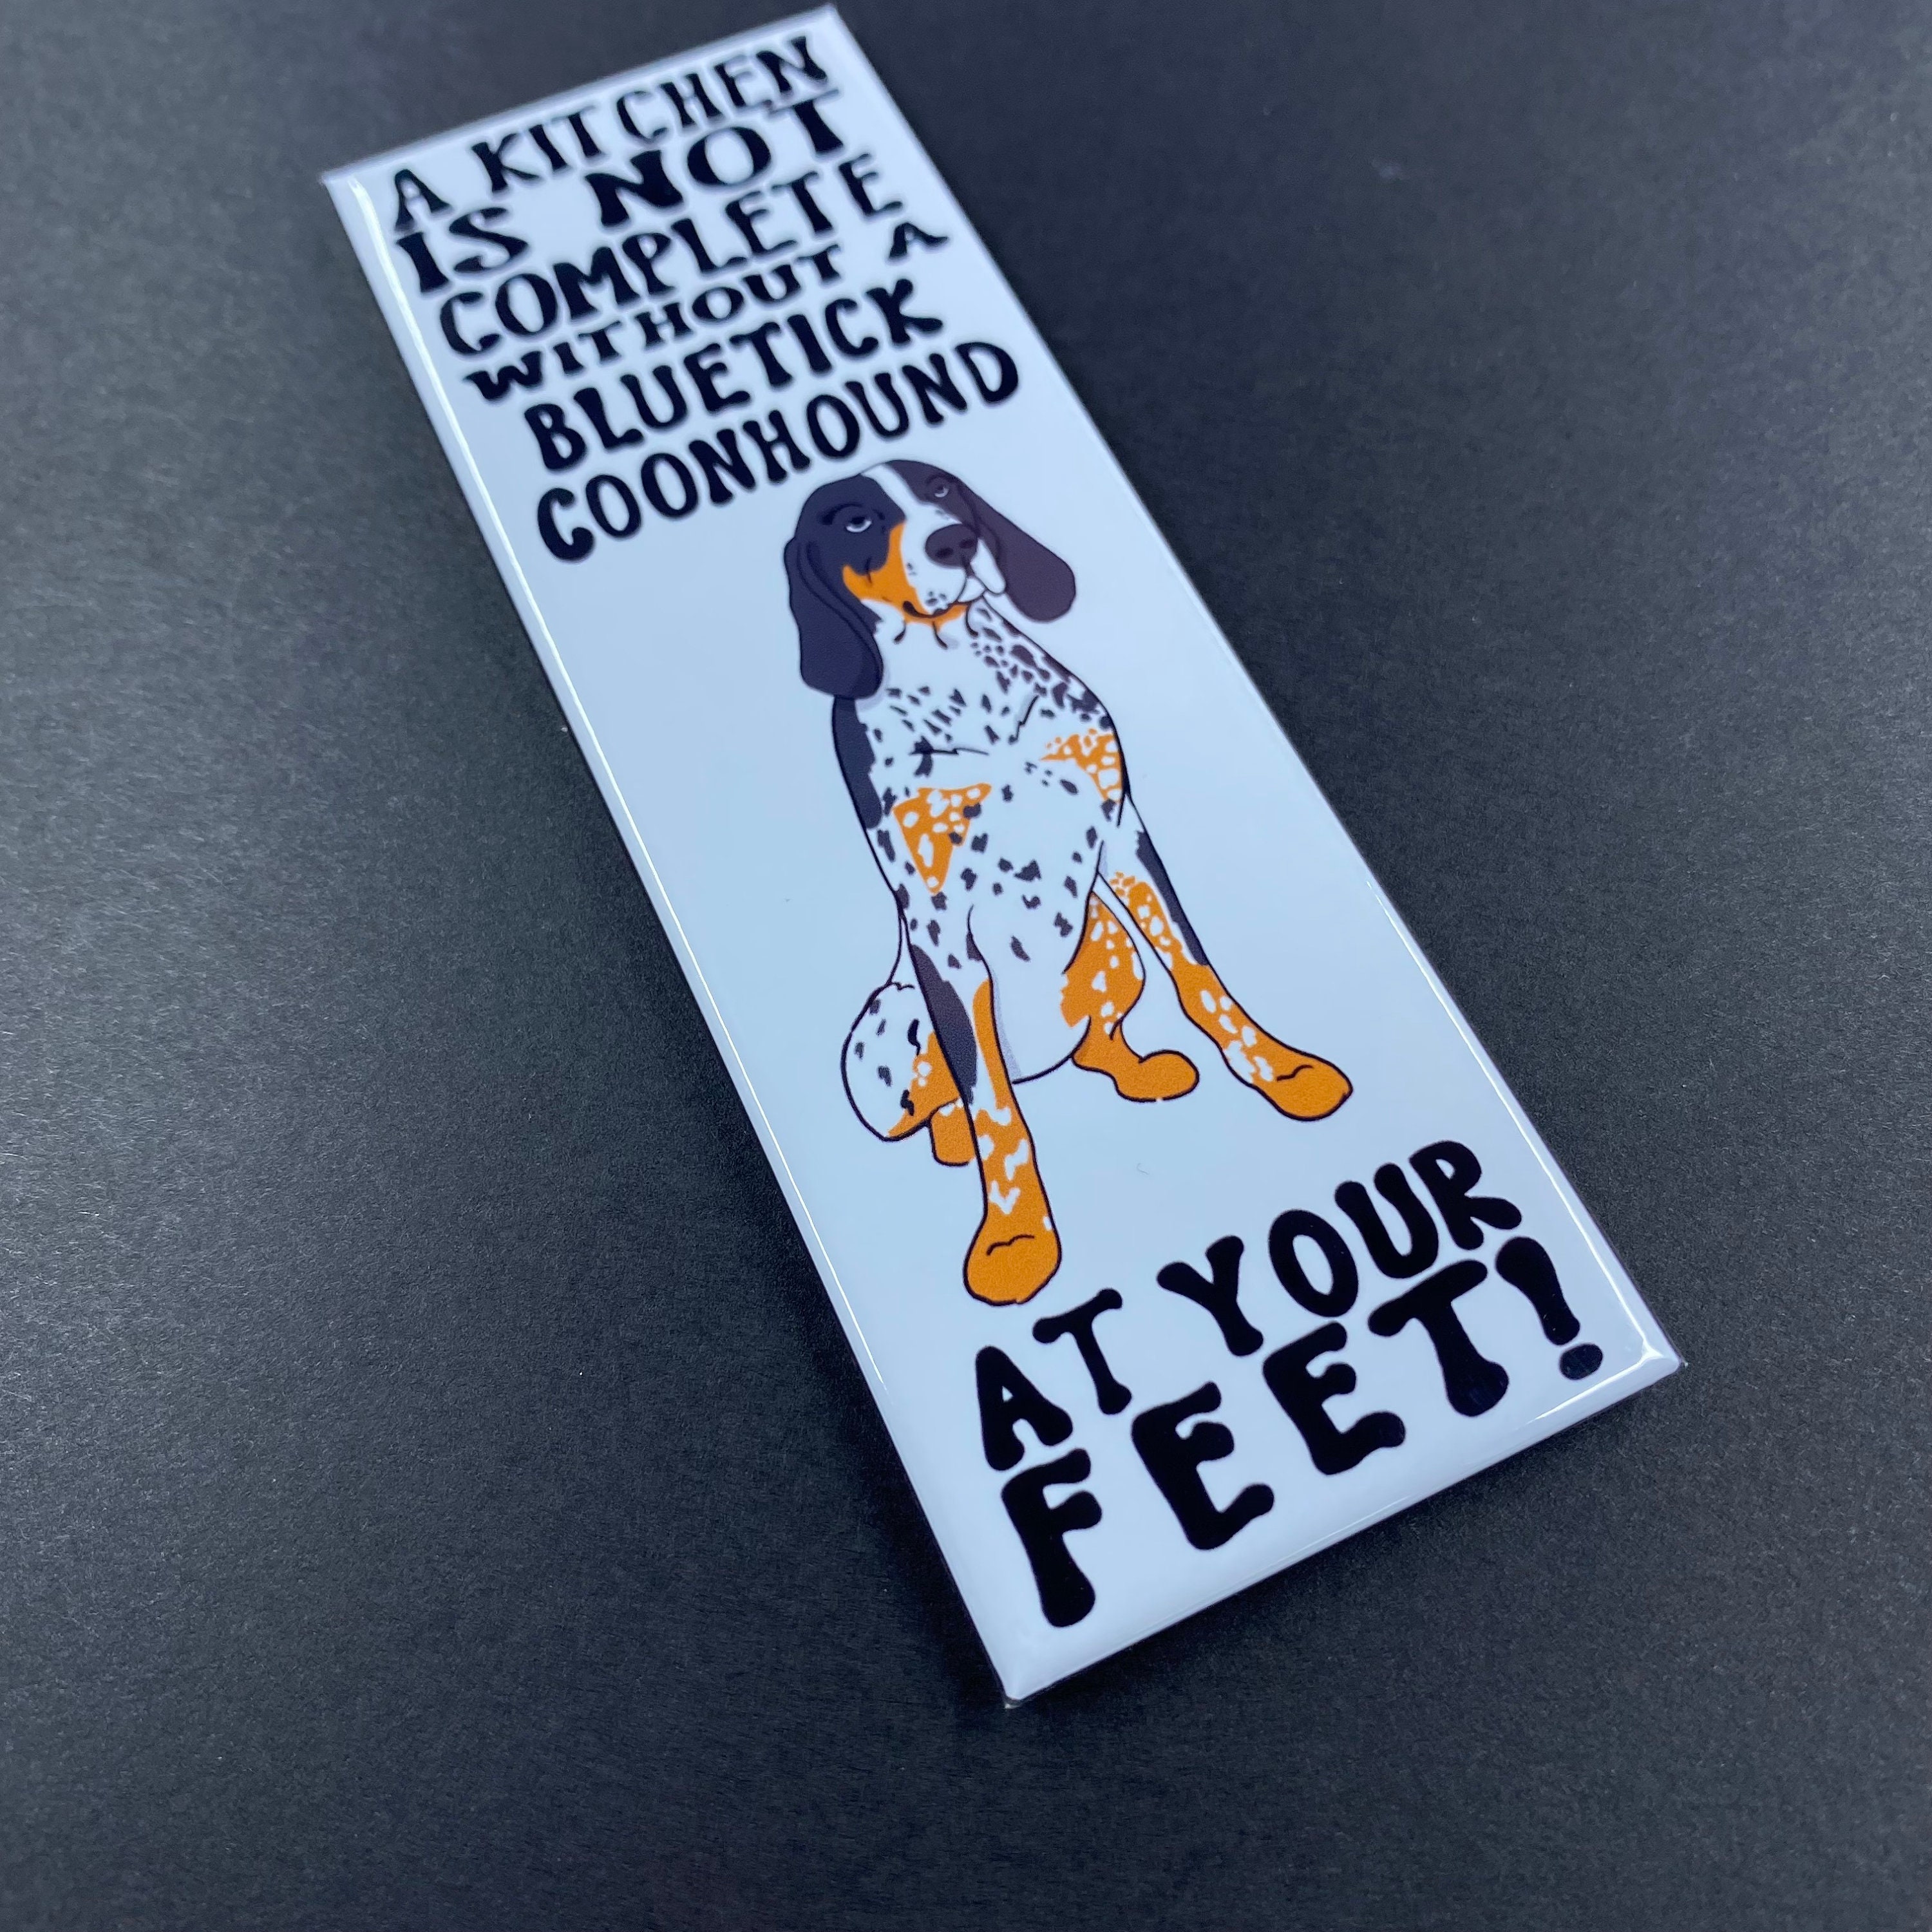 A KITCHEN
IS NOT
COMPLETE
WITHOUT A
BLUETICK
COONHOUND
AT YOUR
FEET!